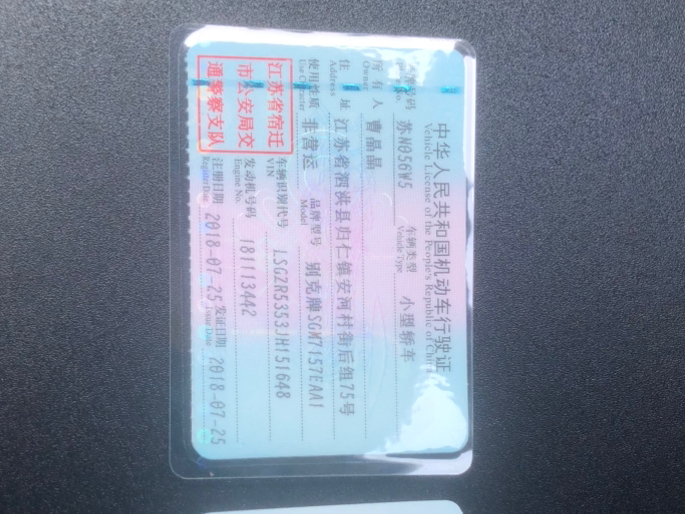 中华人民共和国机动车行驶证
Vehicle License of the People's Republic of China
号牌号码 苏N956W5 车辆类型 小型轿车
Plate No. Vehicle Type
所有人 曹晶晶
Owner
住址 江苏省泗洪县归仁镇安河村街后组75号
Address
使用性质 非营运 品牌型号 别克牌SGM7157EAA1
Use Character Model
江苏省宿迁
市公安局交
通警察支队
车辆识别代号 LSGZR5353JH151648
VIN
发动机号码 181113442
Engine No.
注册日期 2018-07-25 发证日期 2018-07-25
Register Date Issue Date